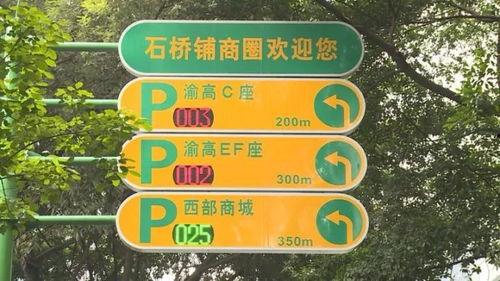 石桥铺商圈欢迎您
P 渝高C座
003 200m
P 渝高EF座
002 300m
P 西部商城
025 350m